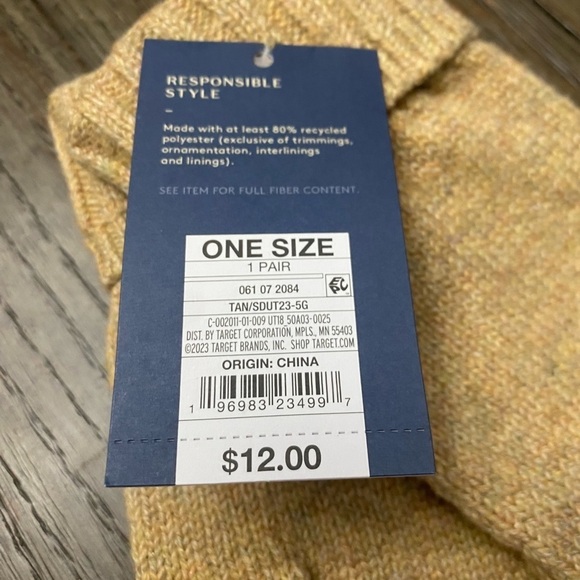 RESPONSIBLE
STYLE
–
Made with at least 80% recycled
polyester (exclusive of trimmings,
ornamentation, interlinings
and linings).
SEE ITEM FOR FULL FIBER CONTENT.
ONE SIZE
1 PAIR
061 07 2084
EPC
TAN/SDUT23-5G
C-002011-01-009 UT18_50A03-0025
DIST. BY TARGET CORPORATION, MPLS., MN 55403
©2023 TARGET BRANDS, INC. SHOP TARGET.COM
ORIGIN: CHINA
1 96983 23499 7
$12.00